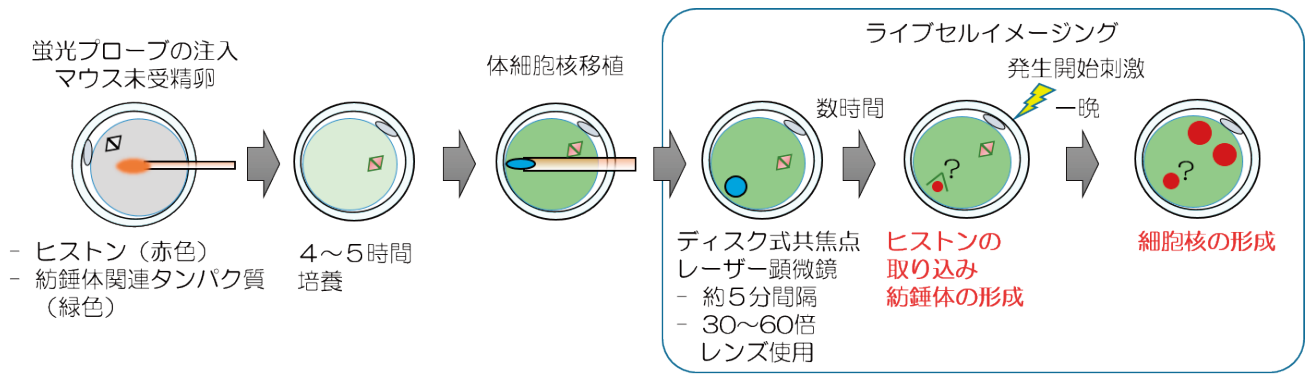 蛍光プローブの注入
マウス未受精卵
- ヒストン（赤色）
- 紡錘体関連タンパク質
（緑色）
４～５時間
培養
体細胞核移植
ライブセルイメージング
ディスク式共焦点
レーザー顕微鏡
- 約５分間隔
- 30～60倍
レンズ使用
数時間
?
ヒストンの
取り込み
紡錘体の形成
発生開始刺激
一晩
?
細胞核の形成